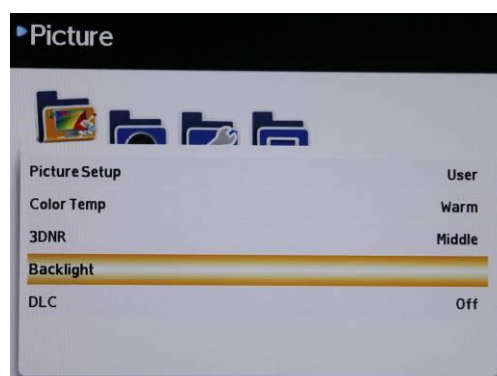 Picture
Picture Setup User
Color Temp Warm
3DNR Middle
Backlight
DLC Off